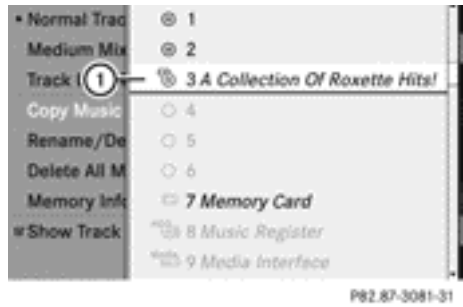 • Normal Trac
Medium Mix
Track
Copy Music
Rename/De
Delete All M
Memory Info
Show Track
1
2
1
3 A Collection Of Roxette Hits!
4
5
6
7 Memory Card
8 Music Register
9 Media Interface
P82.87-3081-31